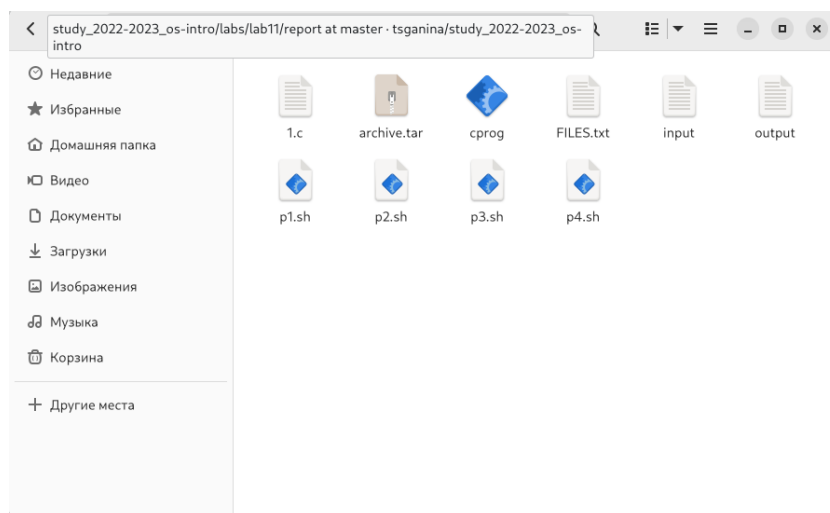 study_2022-2023_os-intro/labs/lab11/report at master · tsganina/study_2022-2023_os-
intro
Недавние
Избранные
Домашняя папка
Видео
Документы
Загрузки
Изображения
Музыка
Корзина
Другие места
1.c archive.tar cprog FILES.txt input output
p1.sh p2.sh p3.sh p4.sh